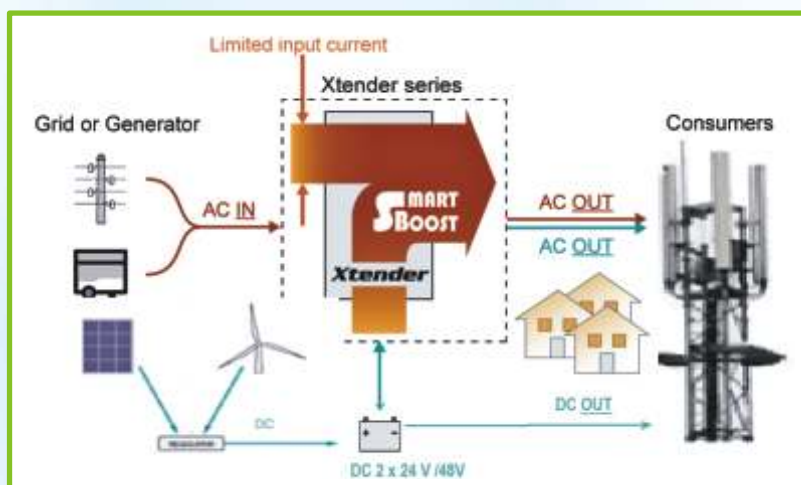 Limited input current
Xtender series
Grid or Generator
Consumers
AC IN
SMART
BOOST
AC OUT
AC OUT
Xtender
DC
REGULATOR
DC OUT
DC 2 x 24 V /48V